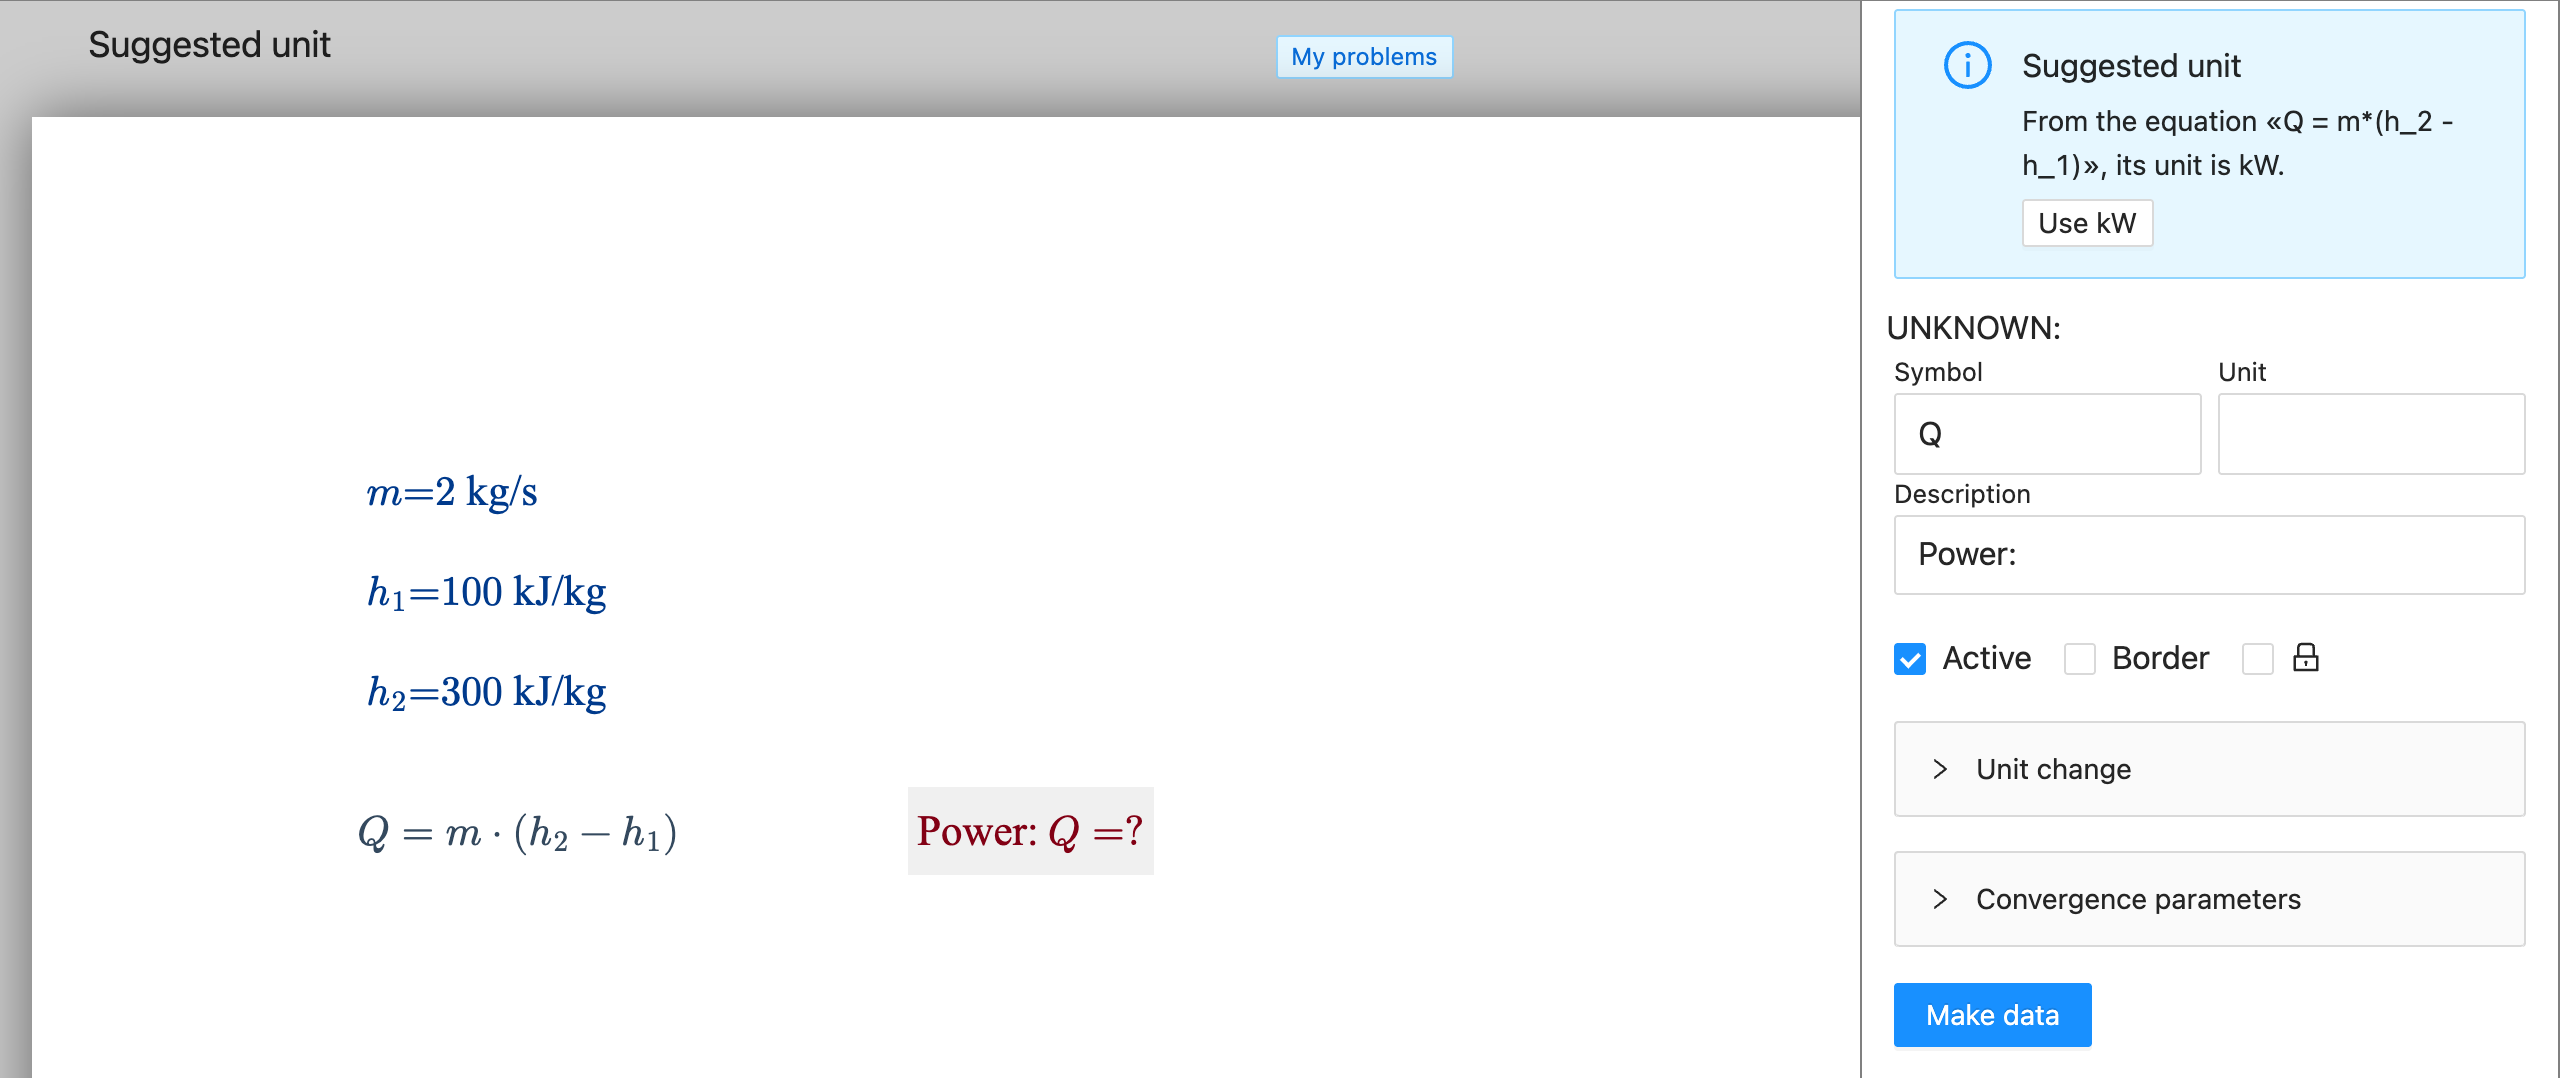 Suggested unit
My problems
m=2 kg/s
h₁=100 kJ/kg
h₂=300 kJ/kg
Q = m · (h₂ − h₁)
Power: Q =?
Suggested unit
From the equation «Q = m*(h_2 -
h_1)», its unit is kW.
Use kW
UNKNOWN:
Symbol Unit
Q
Description
Power:
Active Border
Unit change
Convergence parameters
Make data